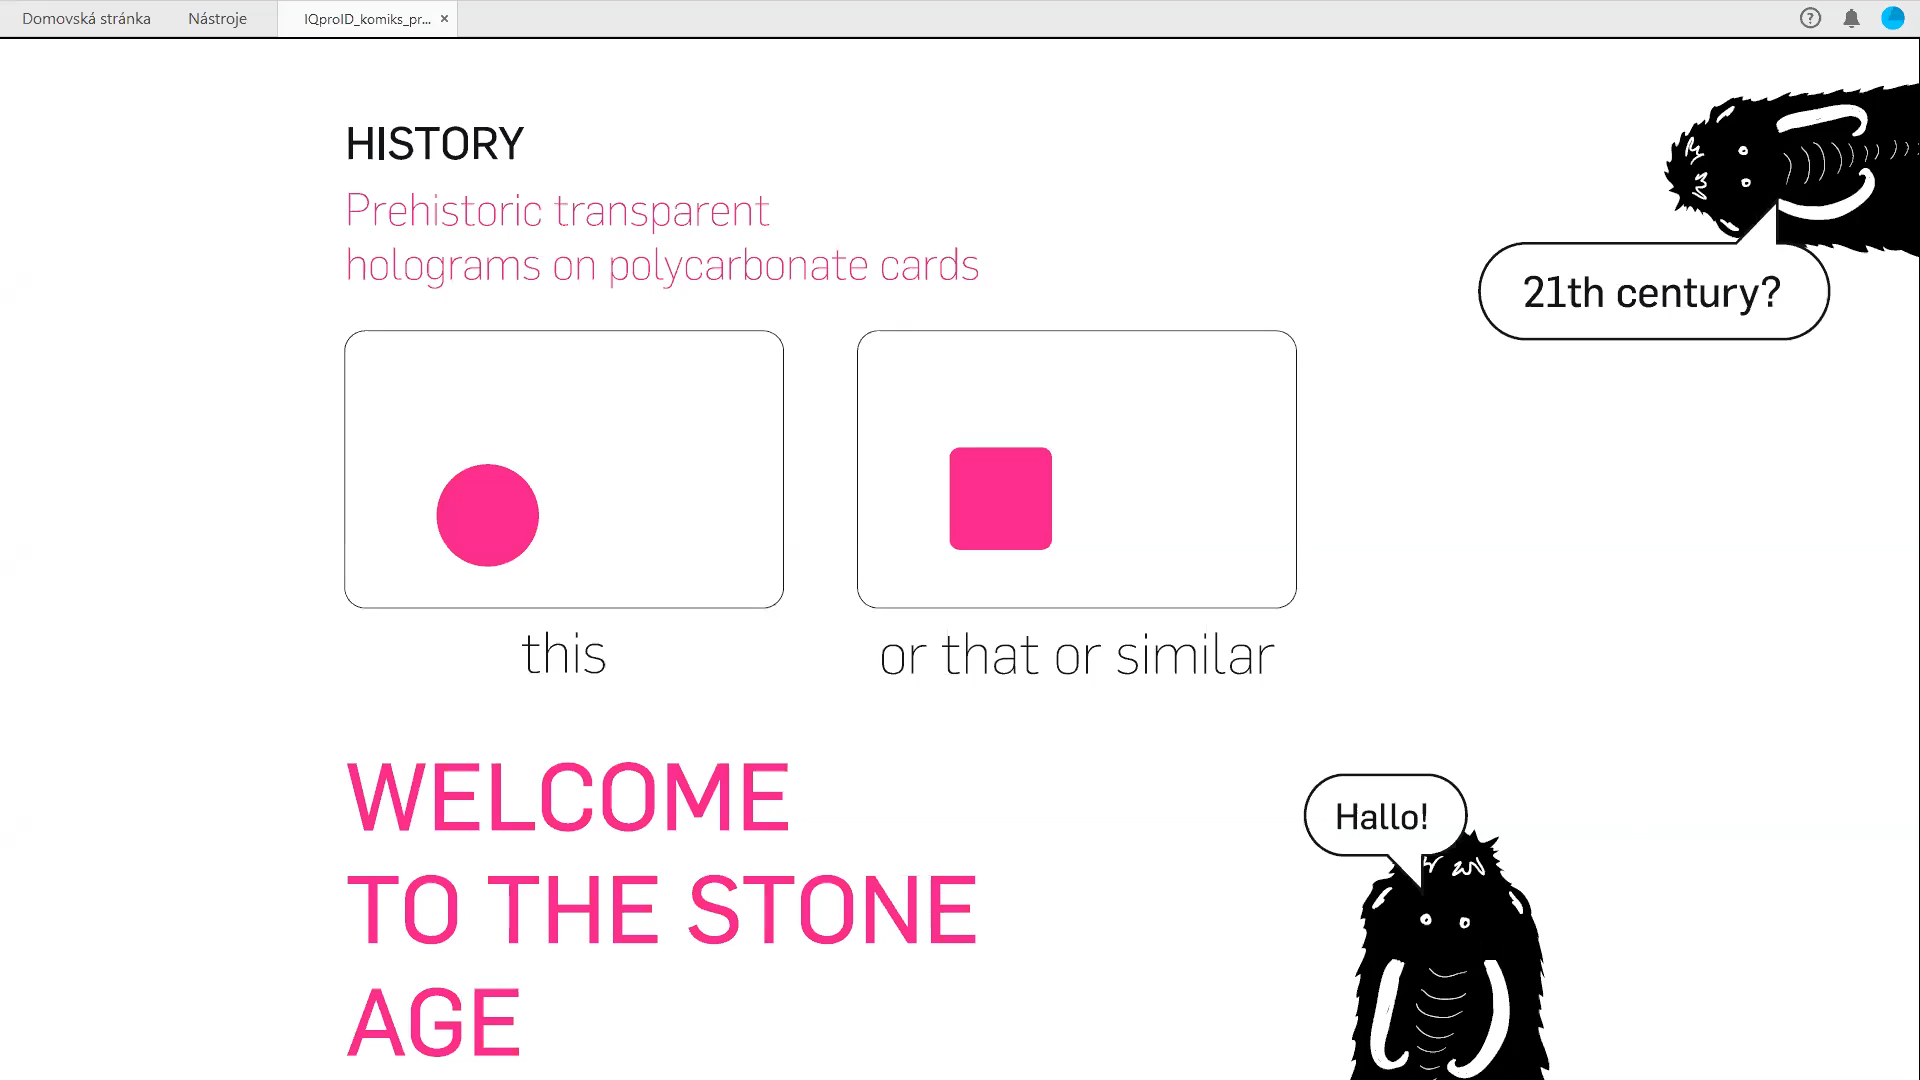 Domovská stránka
Nástroje
IQproID_komiks_pr...
HISTORY
Prehistoric transparent
holograms on polycarbonate cards
21th century?
this
or that or similar
WELCOME
TO THE STONE
AGE
Hallo!